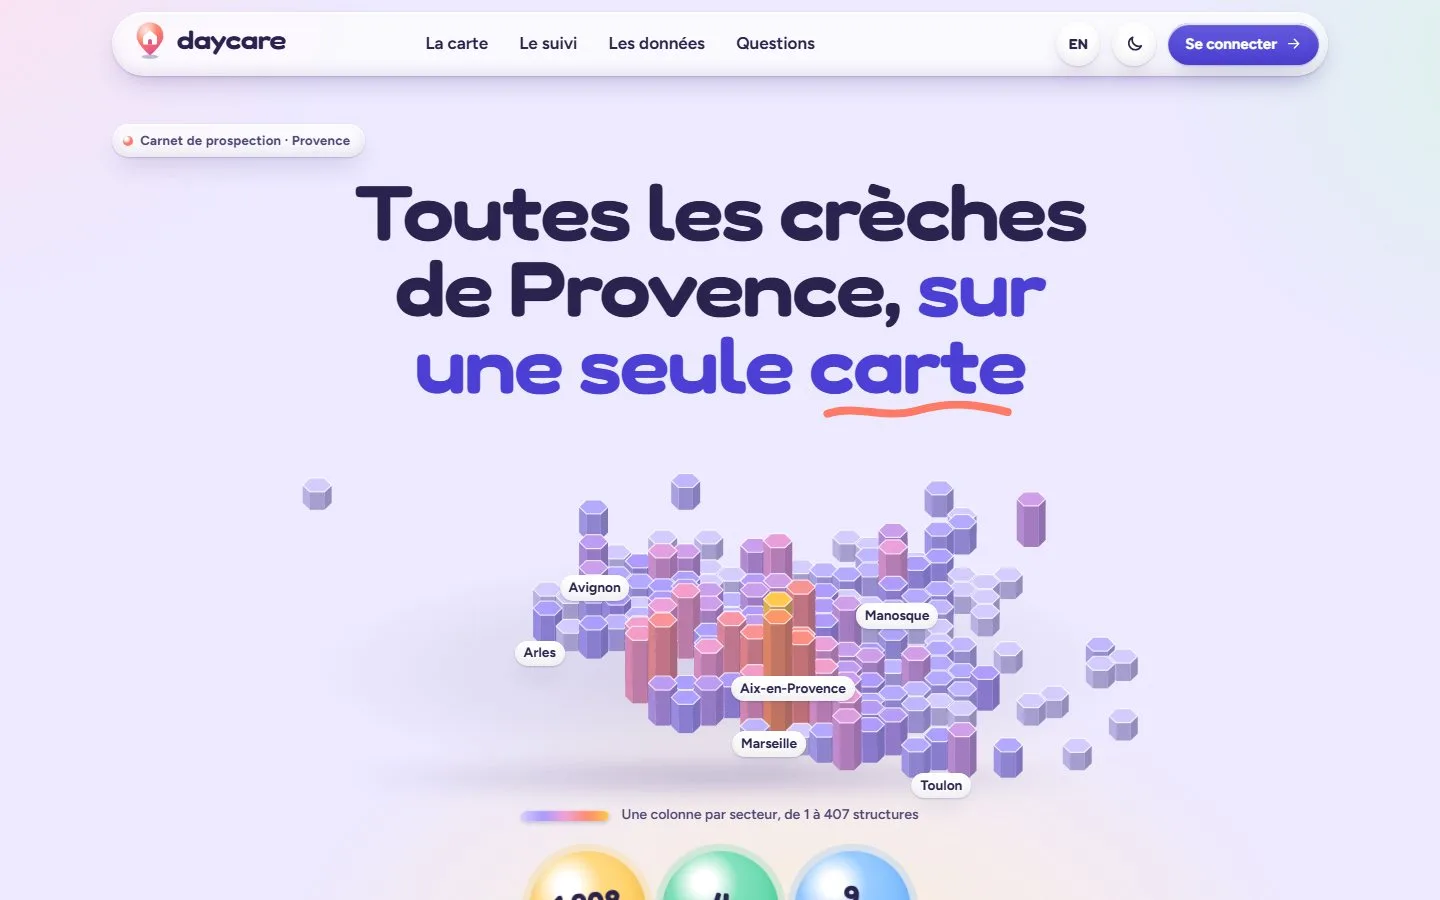 daycare
La carte
Le suivi
Les données
Questions
EN
Se connecter
Carnet de prospection · Provence
Toutes les crèches
de Provence, sur
une seule carte
Avignon
Manosque
Arles
Aix-en-Provence
Marseille
Toulon
Une colonne par secteur, de 1 à 407 structures
9